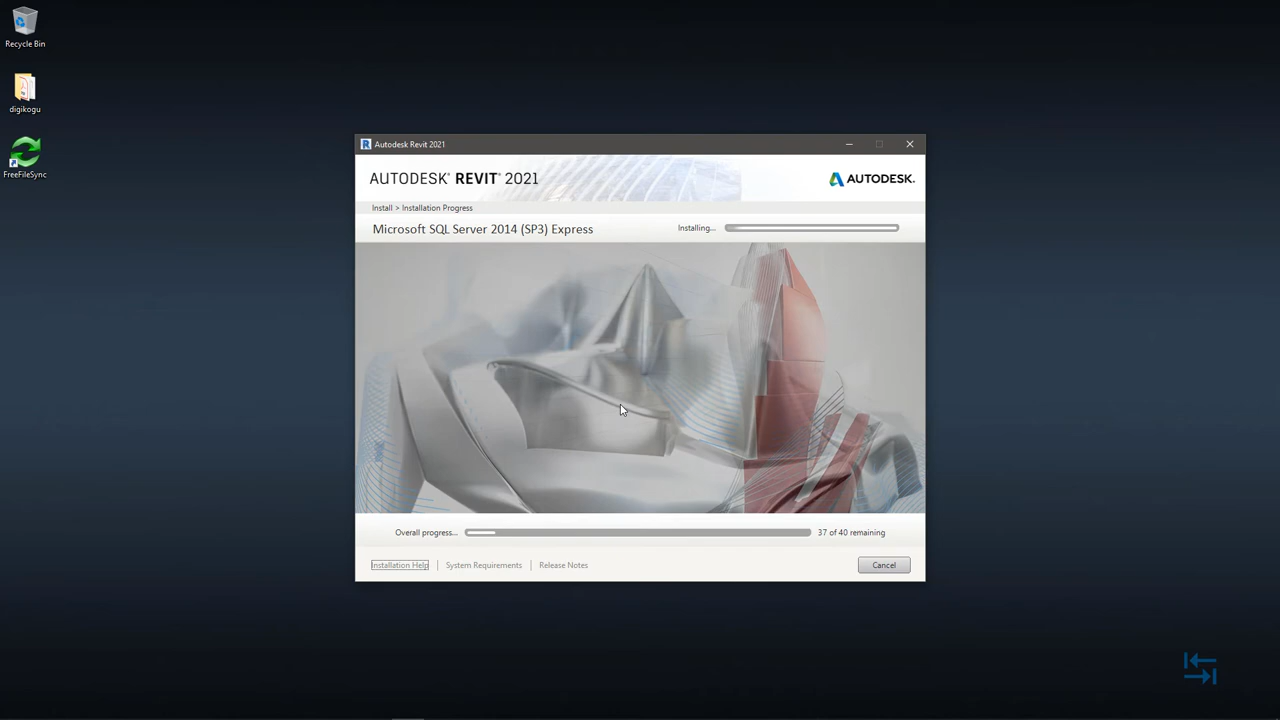 Recycle Bin
digikogu
FreeFileSync
Autodesk Revit 2021
AUTODESK® REVIT® 2021
AUTODESK.
Install > Installation Progress
Microsoft SQL Server 2014 (SP3) Express
Installing...
Overall progress...
37 of 40 remaining
Installation Help
System Requirements
Release Notes
Cancel